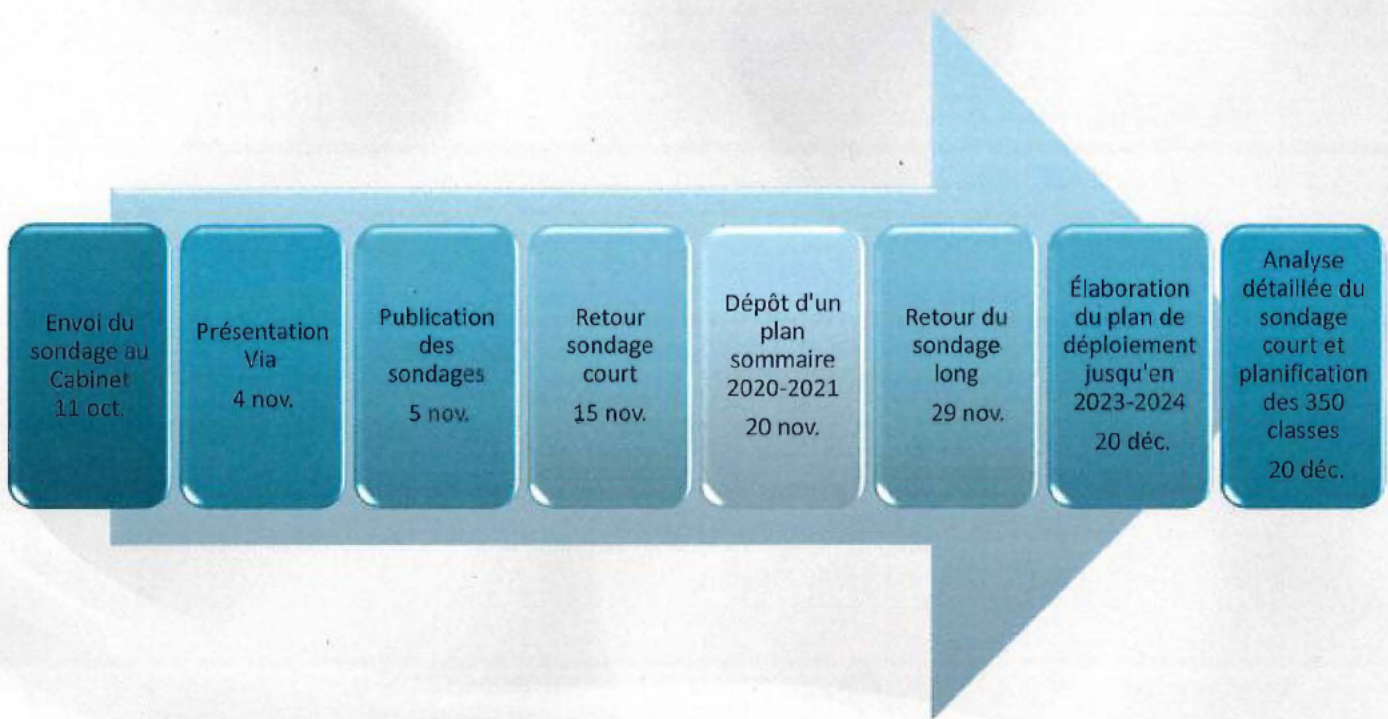 Envoi du
sondage au
Cabinet
11 oct.
Présentation
Via
4 nov.
Publication
des
sondages
5 nov.
Retour
sondage
court
15 nov.
Dépôt d'un
plan
sommaire
2020-2021
20 nov.
Retour du
sondage
long
29 nov.
Élaboration
du plan de
déploiement
jusqu'en
2023-2024
20 déc.
Analyse
détaillée du
sondage
court et
planification
des 350
classes
20 déc.